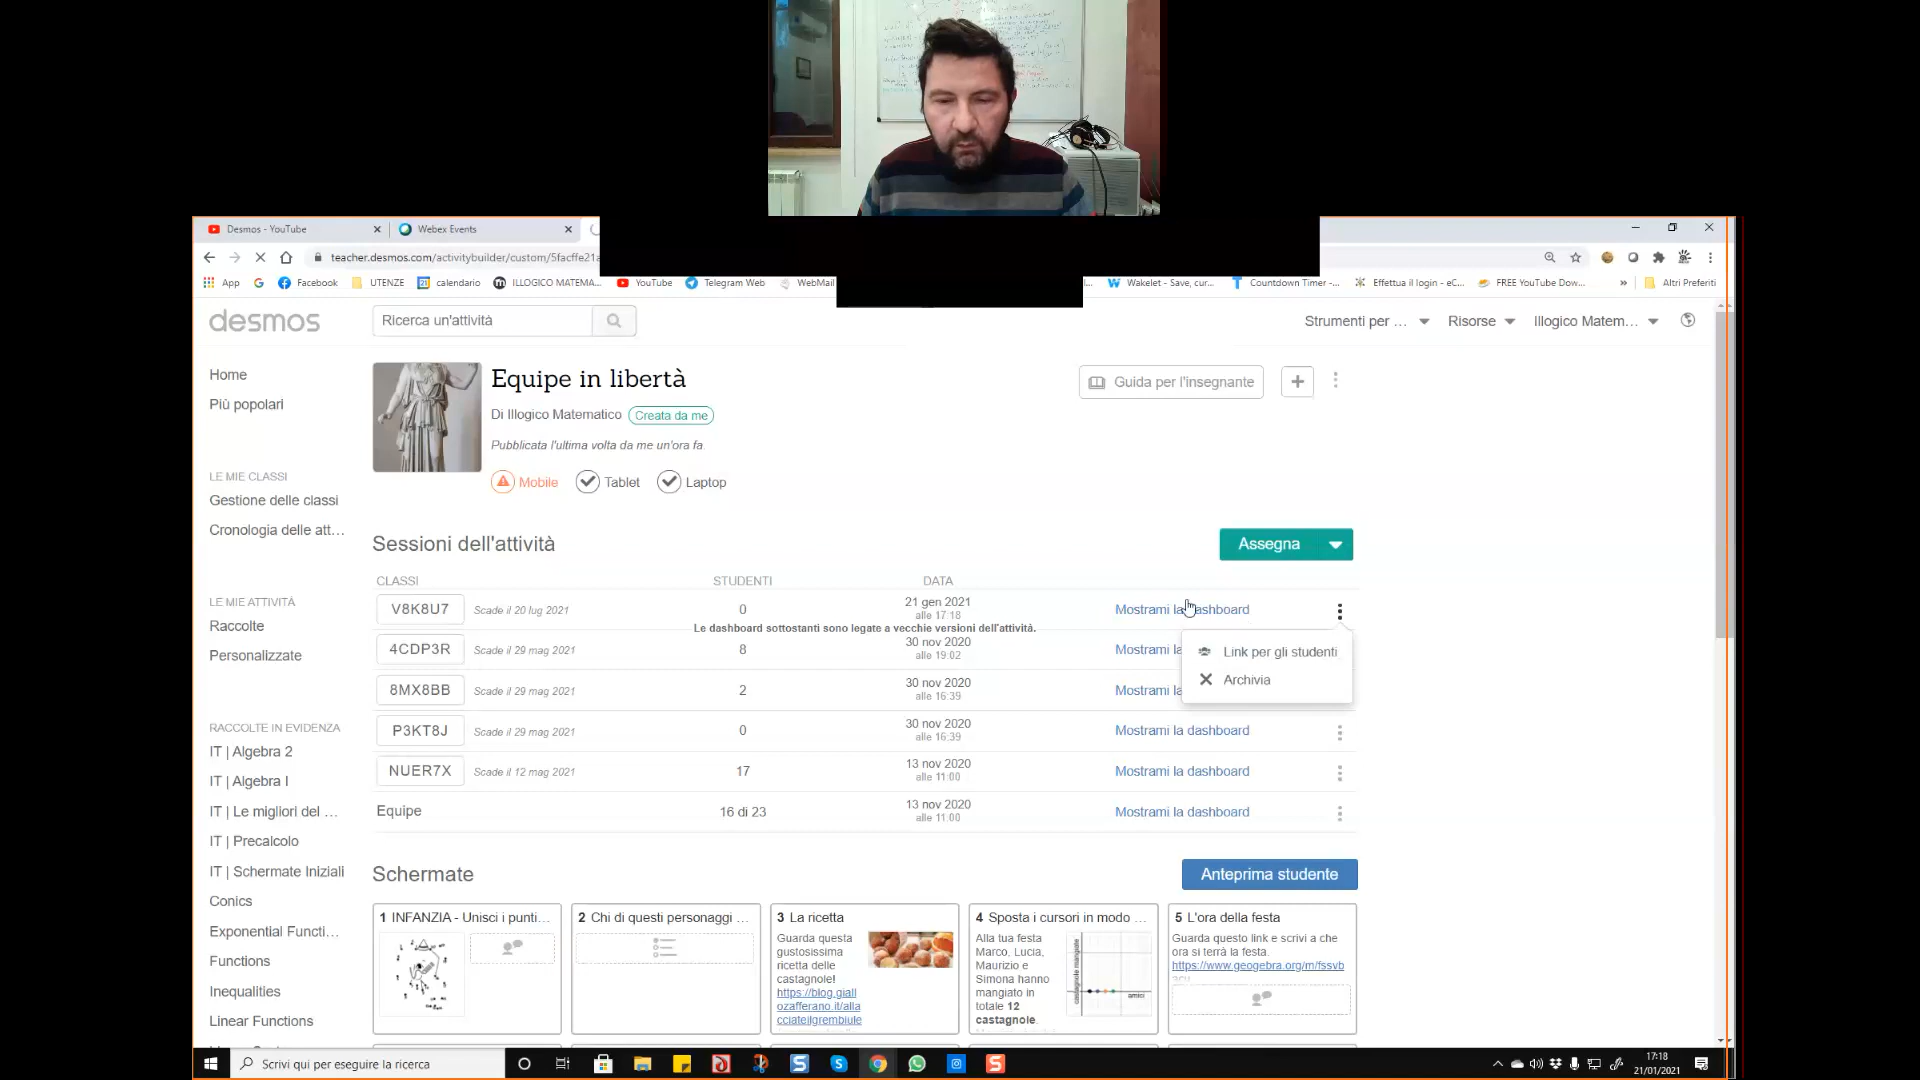 Desmos - YouTube
Webex Events
teacher.desmos.com/activitybuilder/custom/5facffe21a
App
Facebook
UTENZE
calendario
ILLOGICO MATEMA...
YouTube
Telegram Web
WebMail
Wakelet - Save, cur...
Countdown Timer -...
Effettua il login - eC...
FREE YouTube Dow...
»
Altri Preferiti
desmos
Ricerca un'attività
Strumenti per ...
Risorse
Illogico Matem...
Home
Più popolari
LE MIE CLASSI
Gestione delle classi
Cronologia delle att...
LE MIE ATTIVITÀ
Raccolte
Personalizzate
RACCOLTE IN EVIDENZA
IT | Algebra 2
IT | Algebra I
IT | Le migliori del ...
IT | Precalcolo
IT | Schermate Iniziali
Conics
Exponential Functi...
Functions
Inequalities
Linear Functions
Equipe in libertà
Di Illogico Matematico Creata da me
Pubblicata l'ultima volta da me un'ora fa.
Mobile Tablet Laptop
Guida per l'insegnante
Sessioni dell'attività
Assegna
CLASSI STUDENTI DATA
V8K8U7 Scade il 20 lug 2021 0 21 gen 2021 Mostrami la dashboard
alle 17:18
Le dashboard sottostanti sono legate a vecchie versioni dell'attività.
4CDP3R Scade il 29 mag 2021 8 30 nov 2020 Mostrami la
alle 19:02
8MX8BB Scade il 29 mag 2021 2 30 nov 2020 Mostrami la
alle 16:39
P3KT8J Scade il 29 mag 2021 0 30 nov 2020 Mostrami la dashboard
alle 16:39
NUER7X Scade il 12 mag 2021 17 13 nov 2020 Mostrami la dashboard
alle 11:00
Equipe 16 di 23 13 nov 2020 Mostrami la dashboard
alle 11:00
Link per gli studenti
Archivia
Schermate
Anteprima studente
1 INFANZIA - Unisci i punti...
2 Chi di questi personaggi ...
3 La ricetta
Guarda questa
gustosissima
ricetta delle
castagnole!
https://blog.giall
ozafferano.it/alla
cciateilgrembiule
4 Sposta i cursori in modo ...
Alla tua festa
Marco, Lucia,
Maurizio e
Simona hanno
mangiato in
totale 12
castagnole.
castagnole mangiate
amici
5 L'ora della festa
Guarda questo link e scrivi a che
ora si terrà la festa.
https://www.geogebra.org/m/fssvb
Scrivi qui per eseguire la ricerca
17:18
21/01/2021